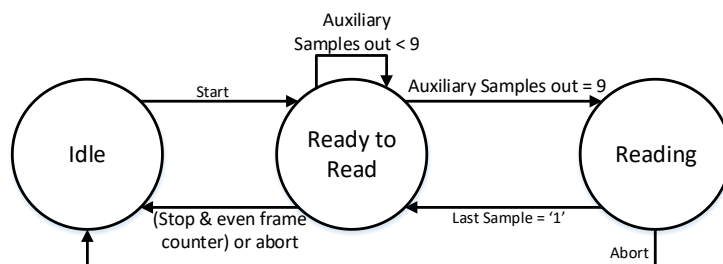 Auxiliary
Samples out < 9
Start
Auxiliary Samples out = 9
Idle
Ready to
Read
Reading
(Stop & even frame
counter) or abort
Last Sample = ‘1’
Abort